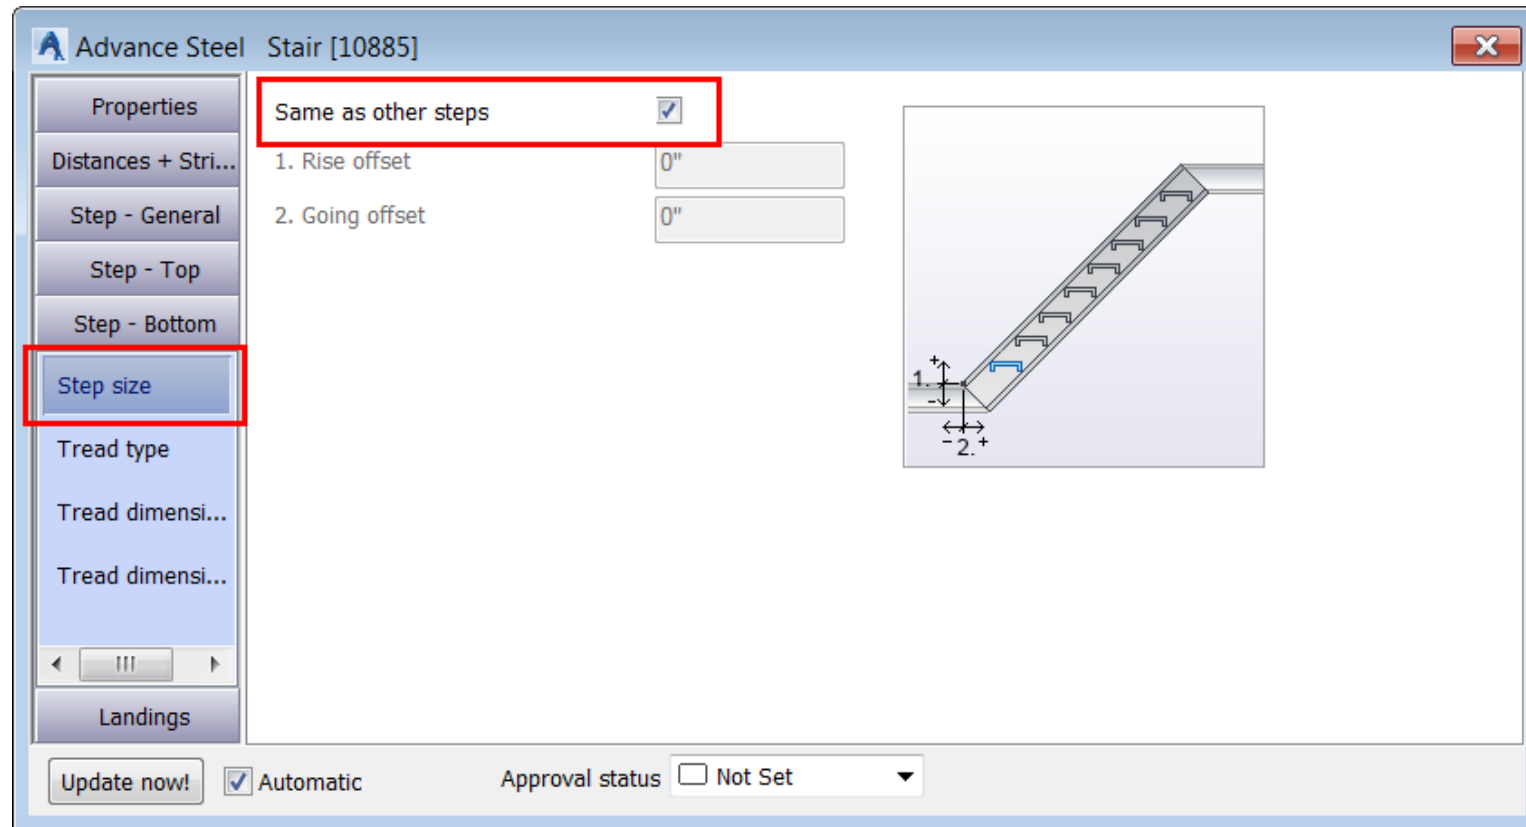 Advance Steel Stair [10885]
Properties
Distances + Stri...
Step - General
Step - Top
Step - Bottom
Step size
Tread type
Tread dimensi...
Tread dimensi...
Landings
Same as other steps
1. Rise offset 0"
2. Going offset 0"
+
1.
-
- 2. +
Update now! Automatic Approval status Not Set